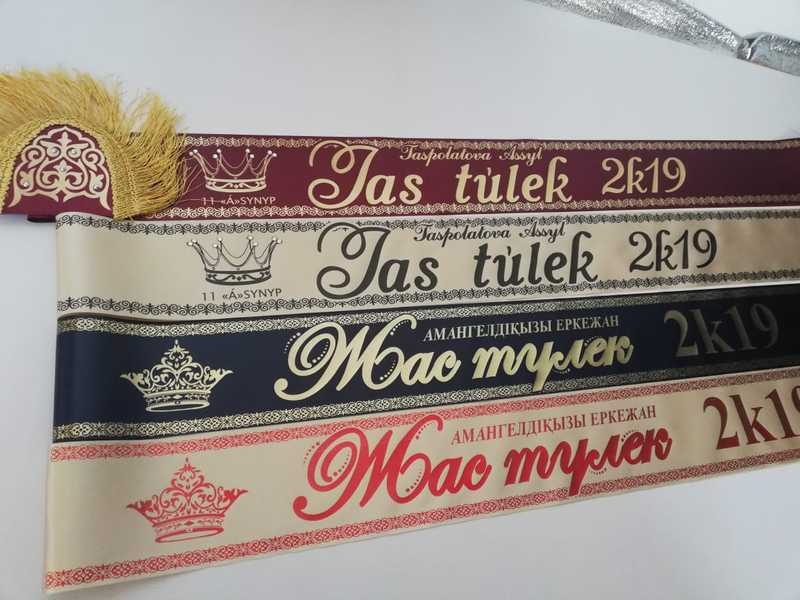 Taspolatova Assyl
Jas túlek 2k19
11 «Á»SYNYP
Taspolatova Assyl
Jas túlek 2k19
11 «Á»SYNYP
АМАНГЕЛДІҚЫЗЫ ЕРКЕЖАН
Жас түлек 2k19
АМАНГЕЛДІҚЫЗЫ ЕРКЕЖАН
Жас түлек 2k19